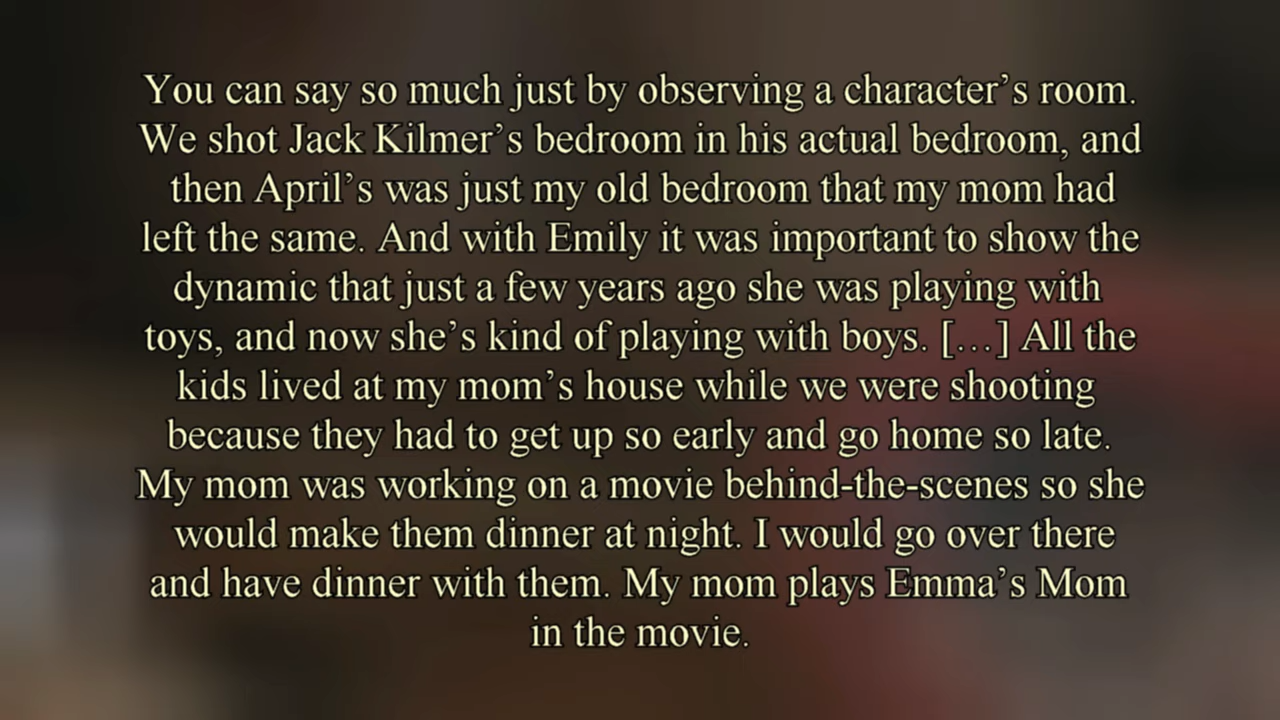 You can say so much just by observing a character’s room.
We shot Jack Kilmer’s bedroom in his actual bedroom, and
then April’s was just my old bedroom that my mom had
left the same. And with Emily it was important to show the
dynamic that just a few years ago she was playing with
toys, and now she’s kind of playing with boys. […] All the
kids lived at my mom’s house while we were shooting
because they had to get up so early and go home so late.
My mom was working on a movie behind-the-scenes so she
would make them dinner at night. I would go over there
and have dinner with them. My mom plays Emma’s Mom
in the movie.